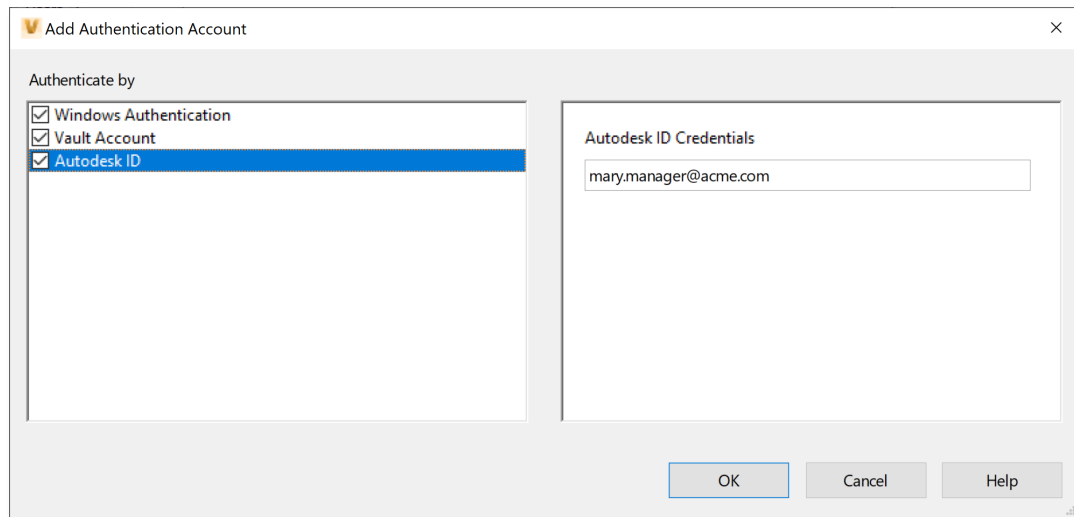 Add Authentication Account
Authenticate by
Windows Authentication
Vault Account
Autodesk ID
Autodesk ID Credentials
mary.manager@acme.com
OK
Cancel
Help